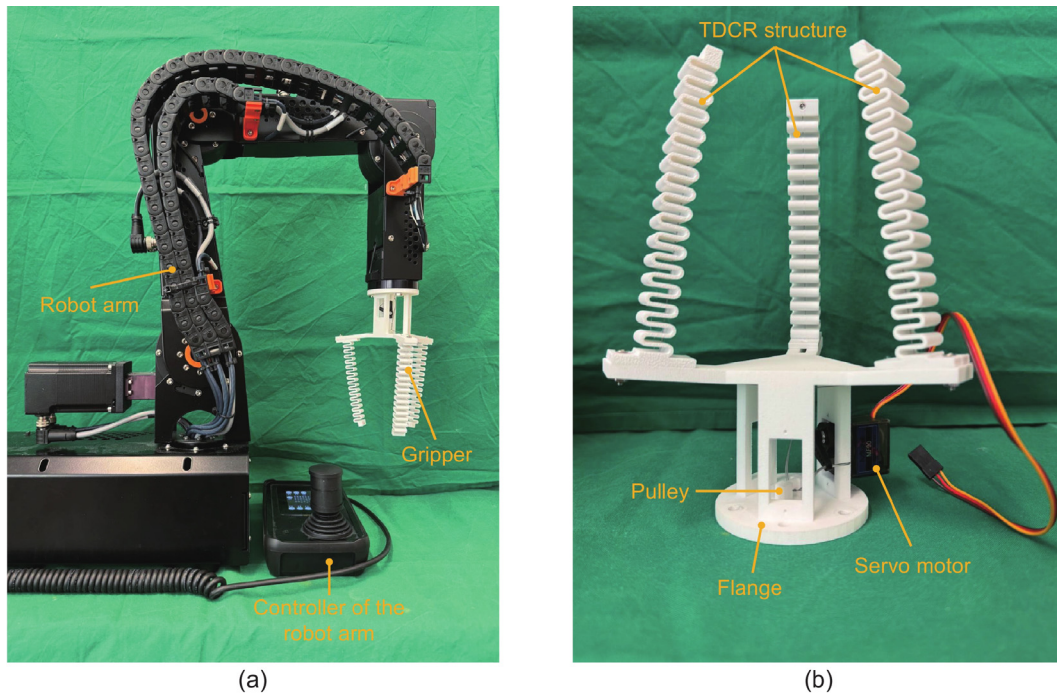 TDCR structure
Robot arm
Gripper
Pulley
Servo motor
Flange
Controller of the
robot arm
(a)
(b)